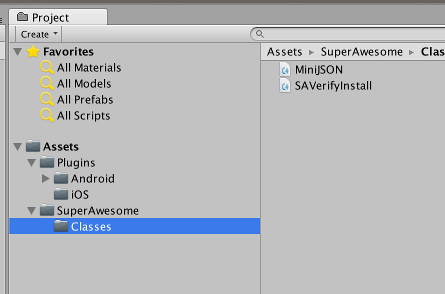 Project
Create
Favorites
All Materials
All Models
All Prefabs
All Scripts
Assets
Plugins
Android
iOS
SuperAwesome
Classes
Assets SuperAwesome
MiniJSON
SAVerifyInstall